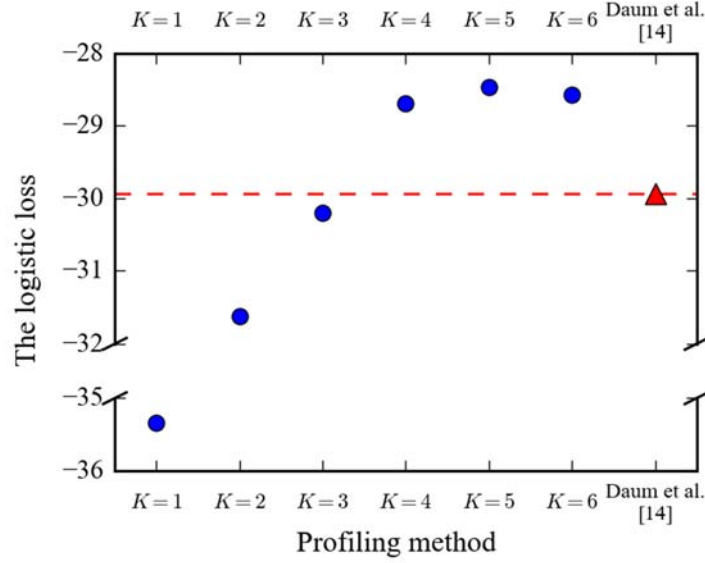 K = 1 K = 2 K = 3 K = 4 K = 5 K = 6 Daum et al.
[14]
−28
−29
−30
−31
−32
−35
−36
The logistic loss
K = 1 K = 2 K = 3 K = 4 K = 5 K = 6 Daum et al.
[14]
Profiling method